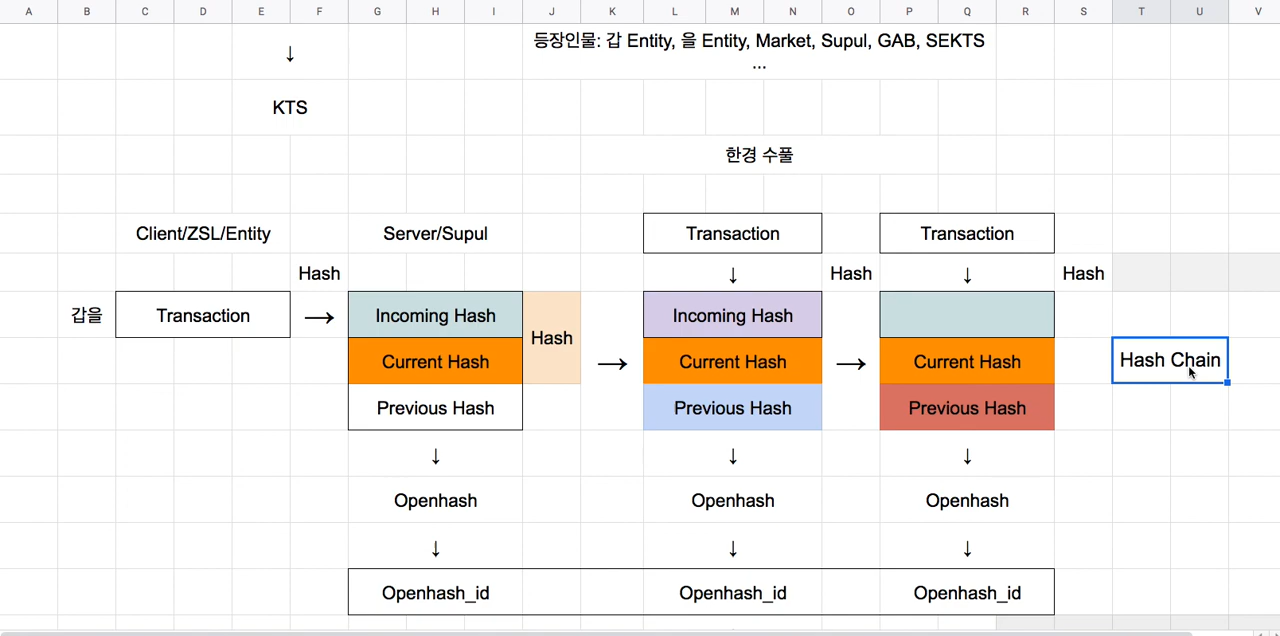 A B C D E F G H I J K L M N O P Q R S T U V
↓
등장인물: 갑 Entity, 을 Entity, Market, Supul, GAB, SEKTS
...
KTS
한경 수풀
Client/ZSL/Entity Server/Supul Transaction Transaction
Hash ↓ Hash ↓ Hash
갑을 Transaction → Incoming Hash Incoming Hash
Hash
Current Hash → Current Hash → Current Hash Hash Chain
Previous Hash Previous Hash Previous Hash
↓ ↓ ↓
Openhash Openhash Openhash
↓ ↓ ↓
Openhash_id Openhash_id Openhash_id